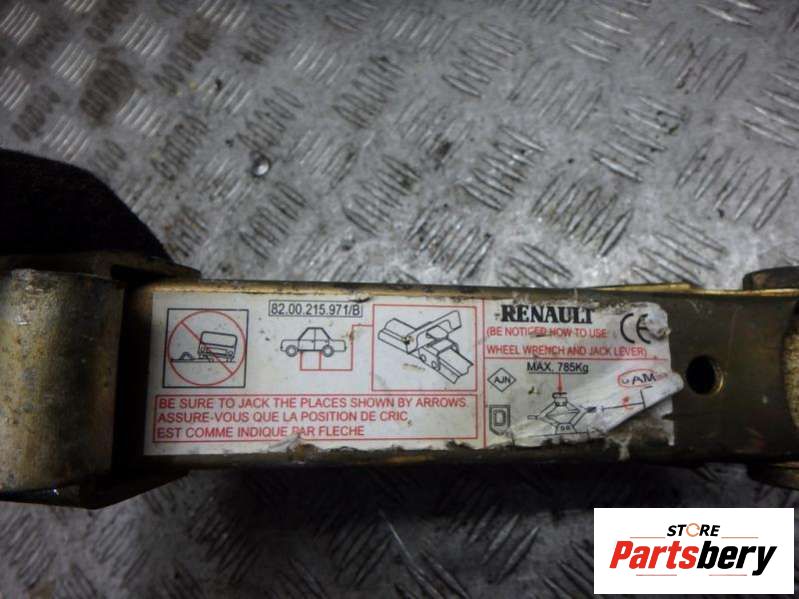 82.00.215.971/B
BE SURE TO JACK THE PLACES SHOWN BY ARROWS.
ASSURE-VOUS QUE LA POSITION DE CRIC
EST COMME INDIQUE PAR FLECHE
RENAULT
(BE NOTICED HOW TO USE
WHEEL WRENCH AND JACK LEVER)
CE
MAX. 785Kg
AJN
D
STORE
Partsbery